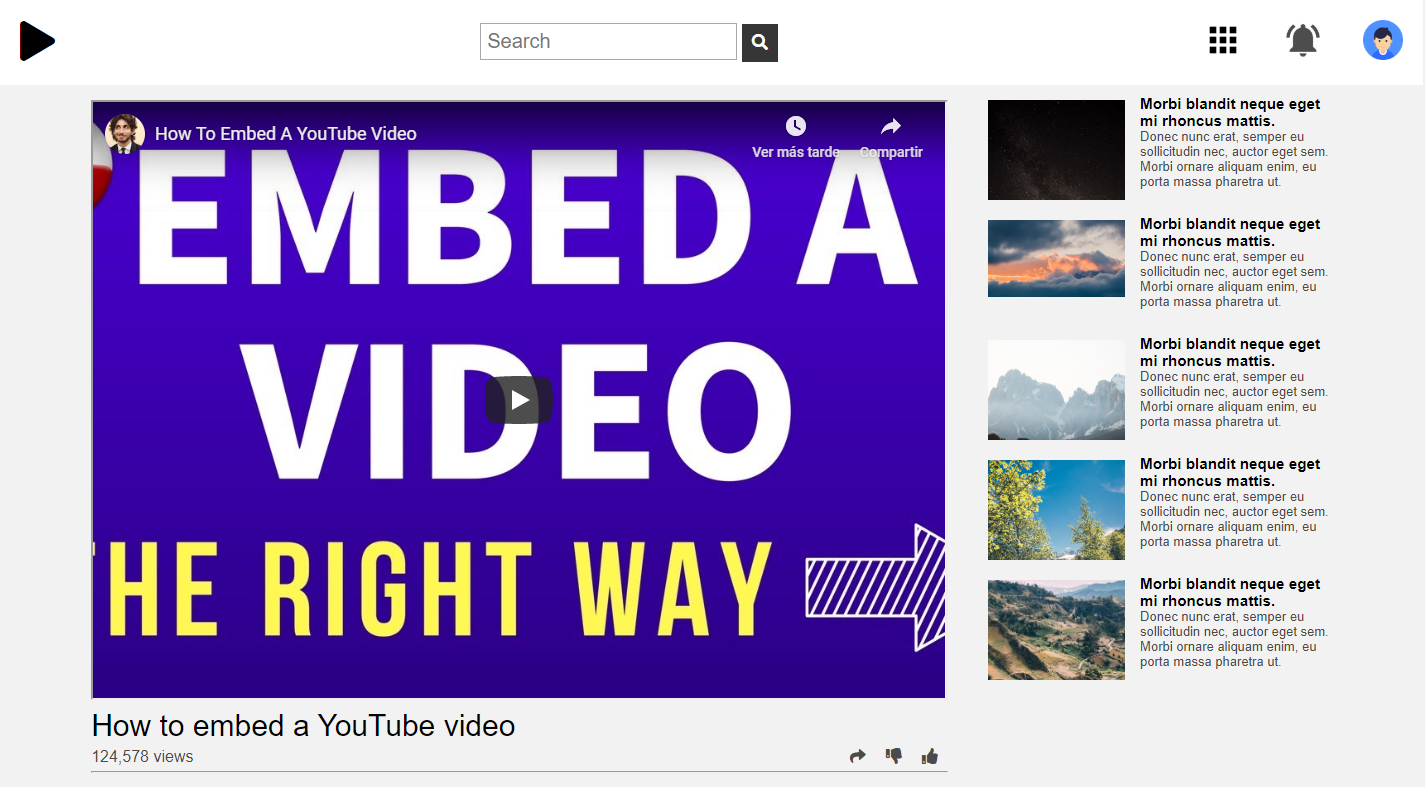 Search
How To Embed A YouTube Video
Ver más tarde
Compartir
EMBED A
VIDEO
HE RIGHT WAY
How to embed a YouTube video
124,578 views
Morbi blandit neque eget
mi rhoncus mattis.
Donec nunc erat, semper eu
sollicitudin nec, auctor eget sem.
Morbi ornare aliquam enim, eu
porta massa pharetra ut.
Morbi blandit neque eget
mi rhoncus mattis.
Donec nunc erat, semper eu
sollicitudin nec, auctor eget sem.
Morbi ornare aliquam enim, eu
porta massa pharetra ut.
Morbi blandit neque eget
mi rhoncus mattis.
Donec nunc erat, semper eu
sollicitudin nec, auctor eget sem.
Morbi ornare aliquam enim, eu
porta massa pharetra ut.
Morbi blandit neque eget
mi rhoncus mattis.
Donec nunc erat, semper eu
sollicitudin nec, auctor eget sem.
Morbi ornare aliquam enim, eu
porta massa pharetra ut.
Morbi blandit neque eget
mi rhoncus mattis.
Donec nunc erat, semper eu
sollicitudin nec, auctor eget sem.
Morbi ornare aliquam enim, eu
porta massa pharetra ut.